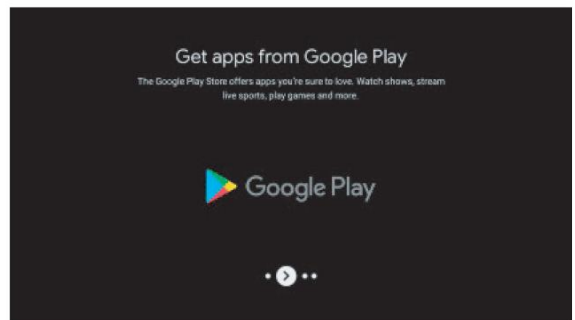 Get apps from Google Play
The Google Play Store offers apps you're sure to love. Watch shows, stream
live sports, play games and more.
Google Play